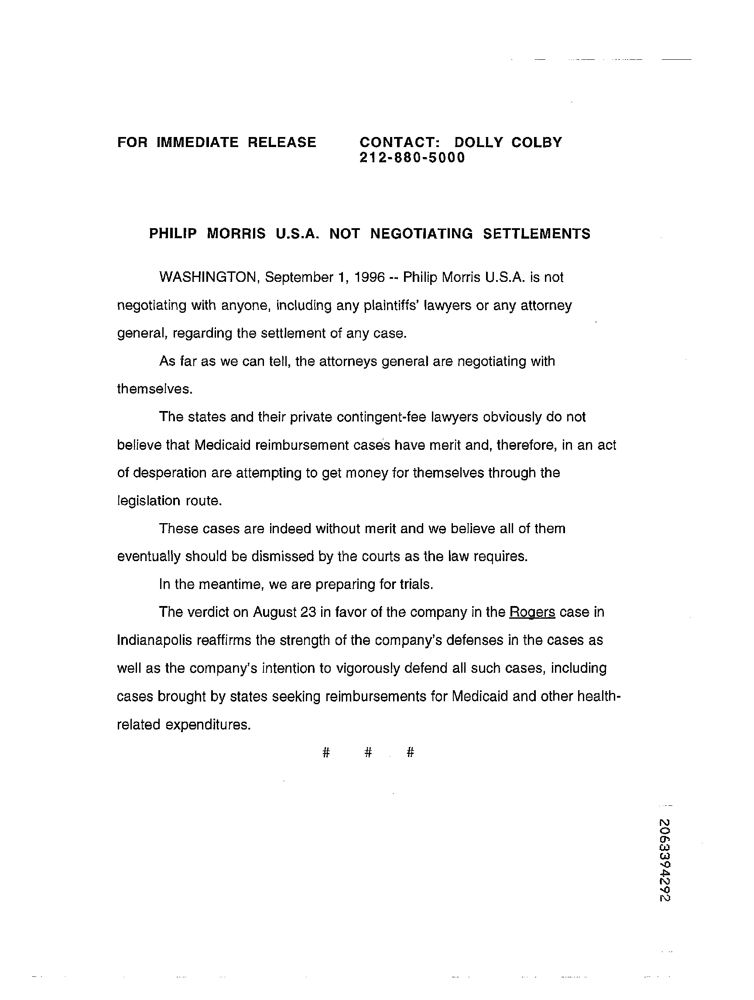 FOR IMMEDIATE RELEASE CONTACT: DOLLY COLBY
212-880-5000
PHILIP MORRIS U.S.A. NOT NEGOTIATING SETTLEMENTS
WASHINGTON, September 1, 1996 -- Philip Morris U.S.A. is not
negotiating with anyone, including any plaintiffs' lawyers or any attorney
general, regarding the settlement of any case.
As far as we can tell, the attorneys general are negotiating with
themselves.
The states and their private contingent-fee lawyers obviously do not
believe that Medicaid reimbursement cases have merit and, therefore, in an act
of desperation are attempting to get money for themselves through the
legislation route.
These cases are indeed without merit and we believe all of them
eventually should be dismissed by the courts as the law requires.
In the meantime, we are preparing for trials.
The verdict on August 23 in favor of the company in the Rogers case in
Indianapolis reaffirms the strength of the company's defenses in the cases as
well as the company's intention to vigorously defend all such cases, including
cases brought by states seeking reimbursements for Medicaid and other health-
related expenditures.
# # #
2063394292